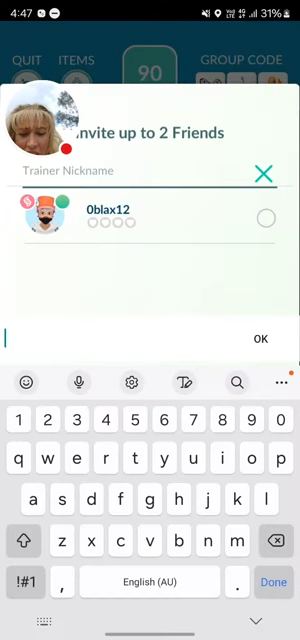 4:47 31%
QUIT ITEMS 90 GROUP CODE
nvite up to 2 Friends
Trainer Nickname
0blax12
OK
1 2 3 4 5 6 7 8 9 0
q w e r t y u i o p
a s d f g h j k l
z x c v b n m
!#1 , English (AU) . Done